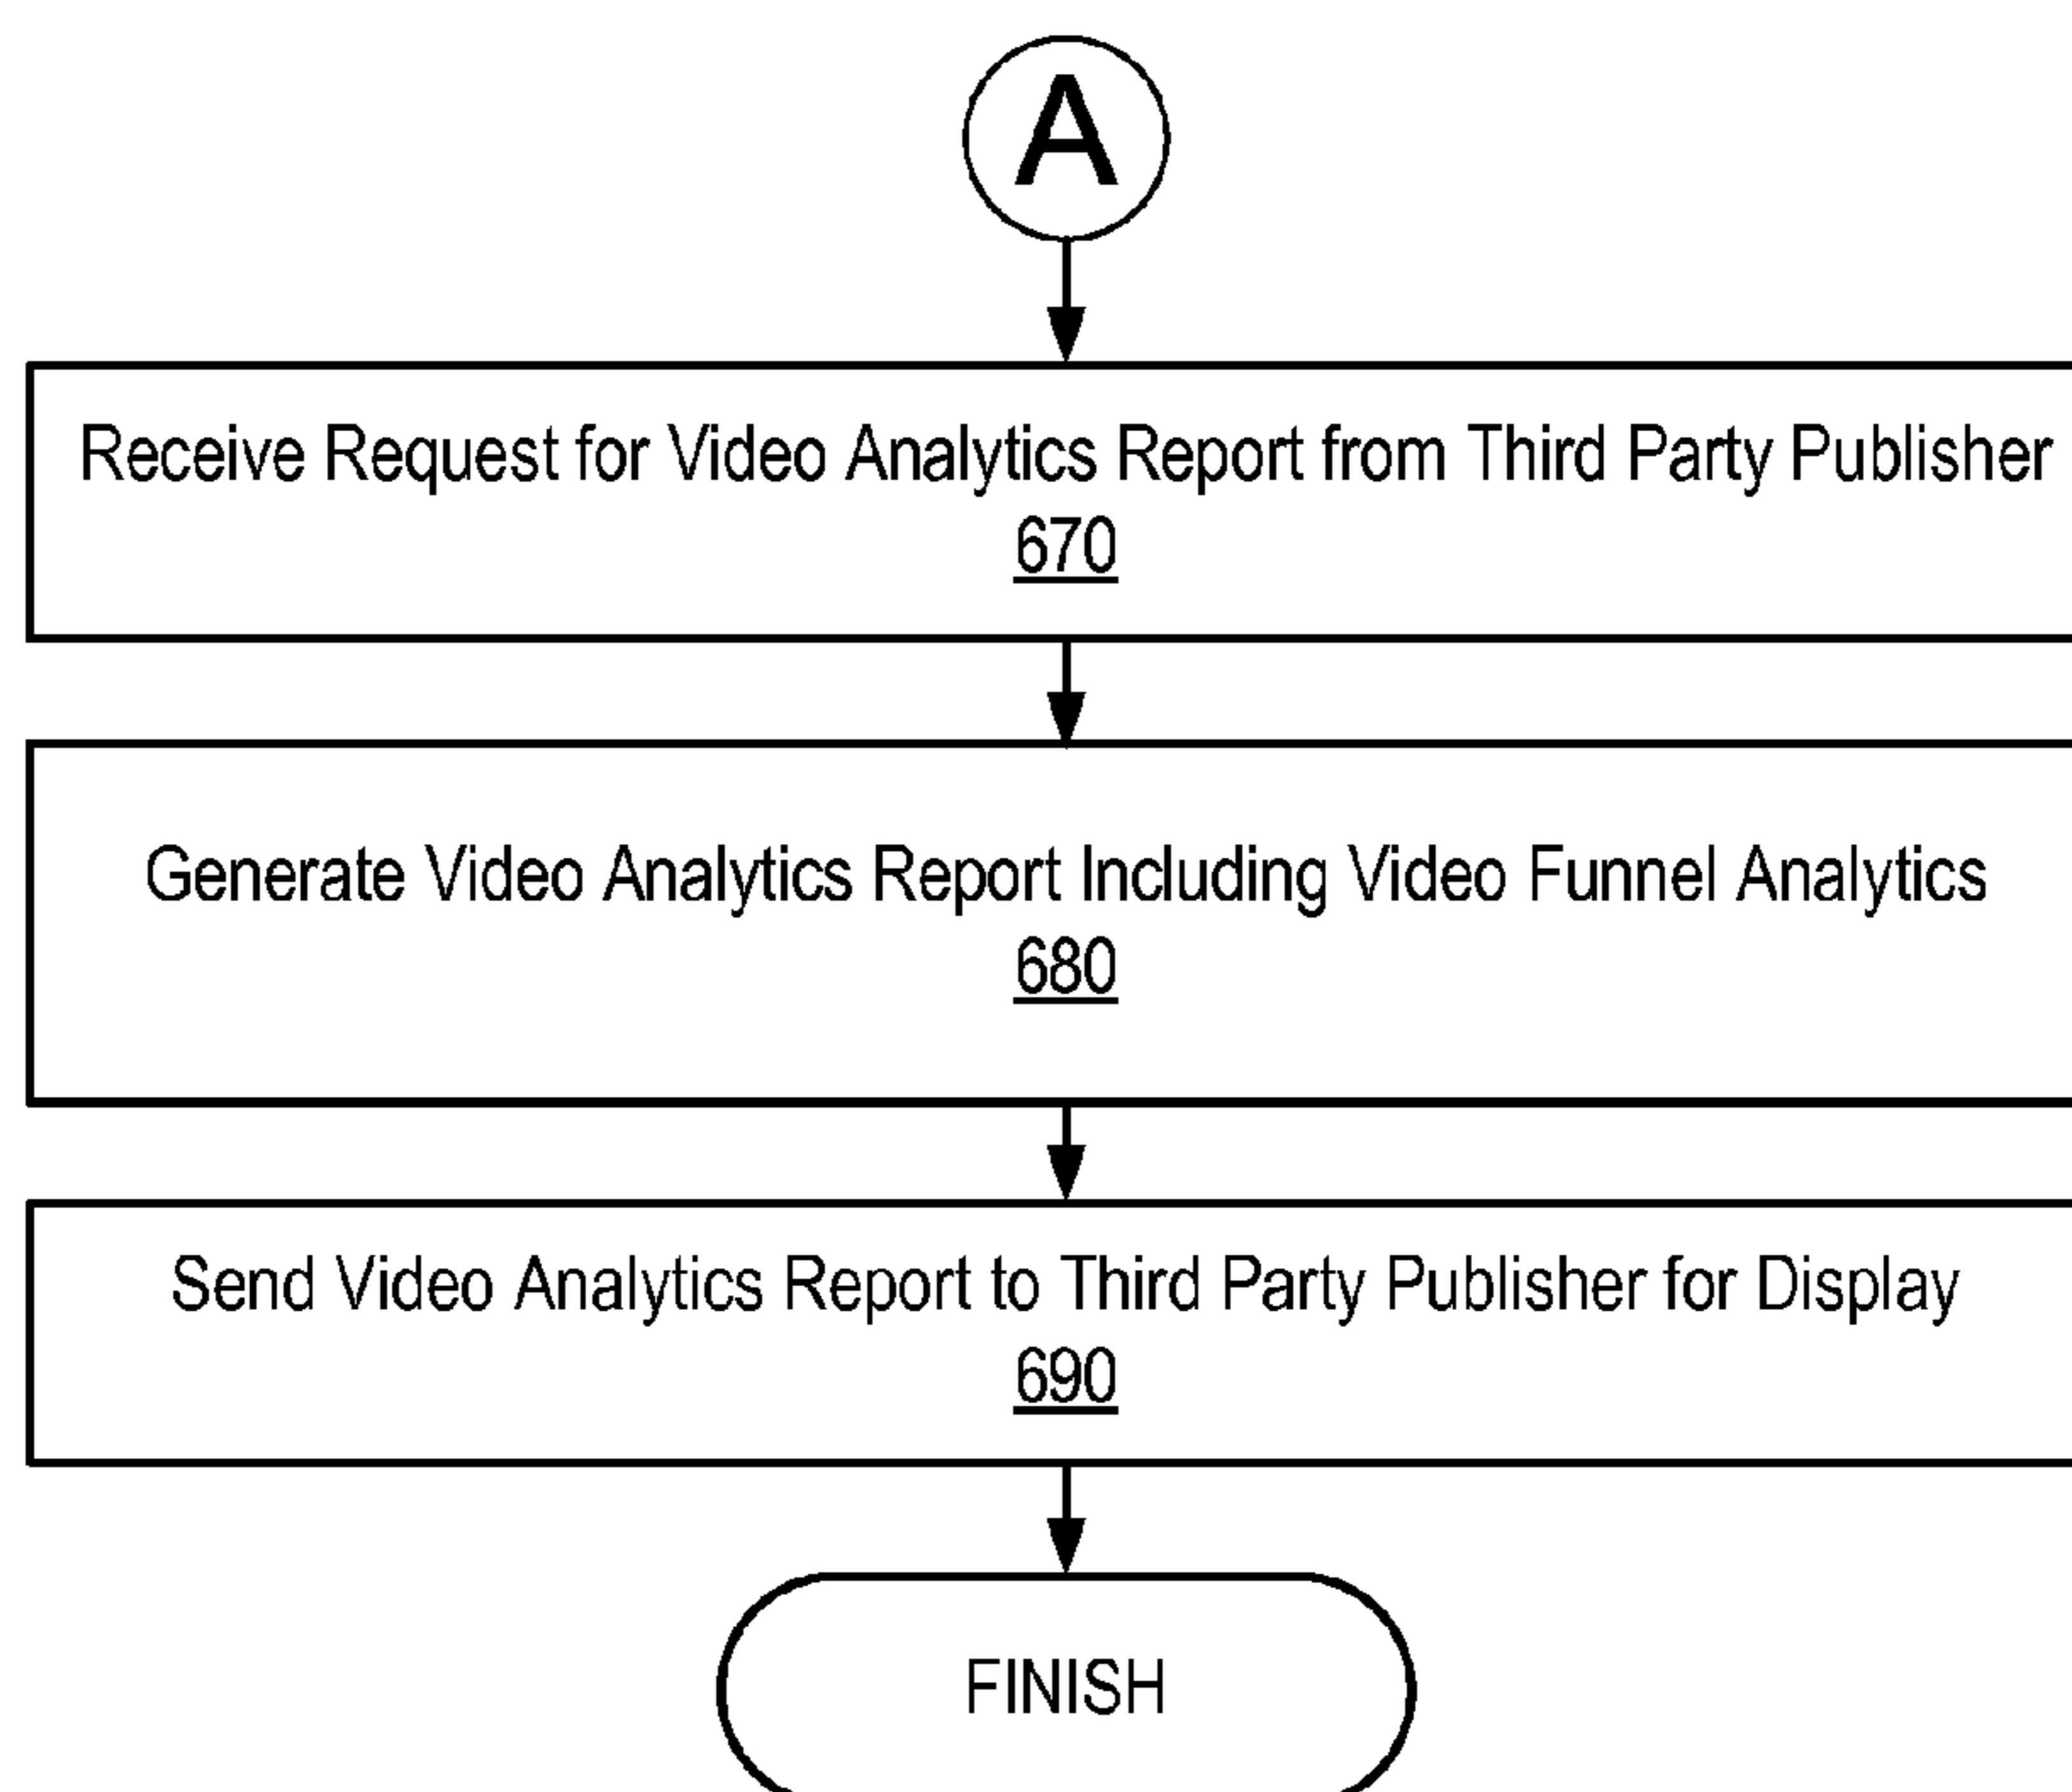 A
Receive Request for Video Analytics Report from Third Party Publisher
670
Generate Video Analytics Report Including Video Funnel Analytics
680
Send Video Analytics Report to Third Party Publisher for Display
690
FINISH